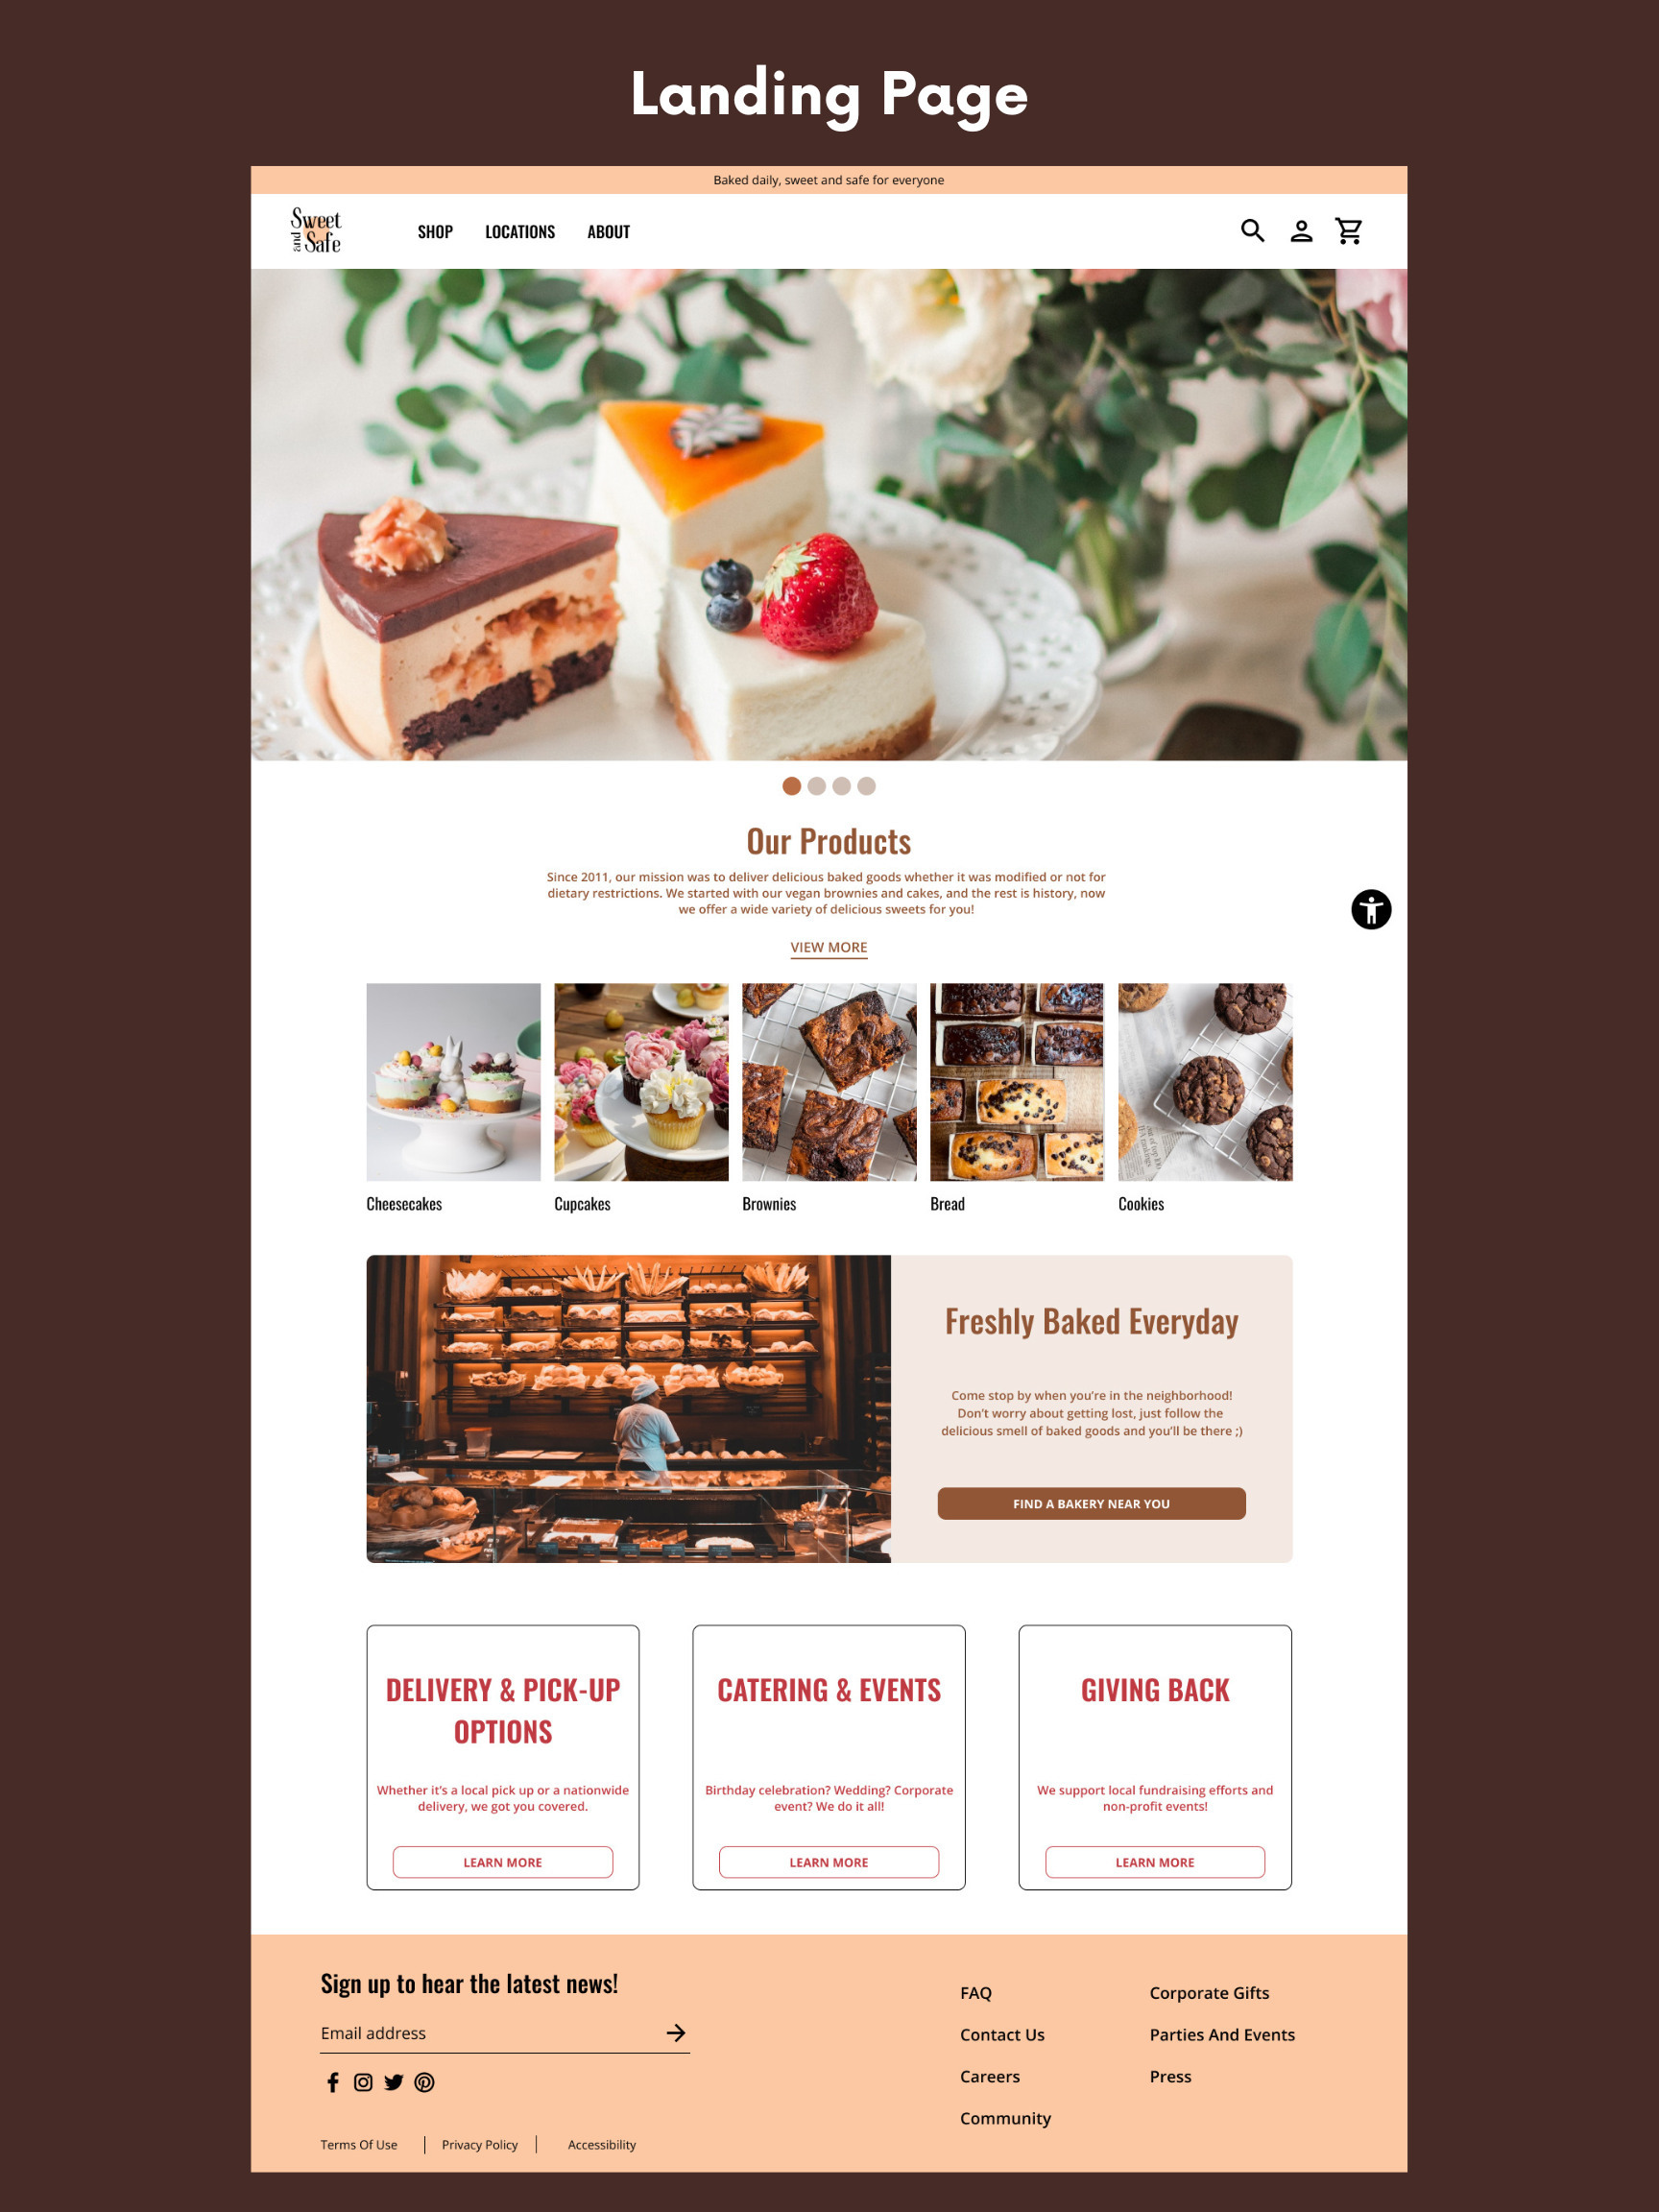 Landing Page
Baked daily, sweet and safe for everyone
Sweet
and
Safe
SHOP
LOCATIONS
ABOUT
Our Products
Since 2011, our mission was to deliver delicious baked goods whether it was modified or not for
dietary restrictions. We started with our vegan brownies and cakes, and the rest is history, now
we offer a wide variety of delicious sweets for you!
VIEW MORE
Cheesecakes
Cupcakes
Brownies
Bread
Cookies
Freshly Baked Everyday
Come stop by when you're in the neighborhood!
Don't worry about getting lost, just follow the
delicious smell of baked goods and you'll be there ;)
FIND A BAKERY NEAR YOU
DELIVERY & PICK-UP
OPTIONS
Whether it's a local pick up or a nationwide
delivery, we got you covered.
LEARN MORE
CATERING & EVENTS
Birthday celebration? Wedding? Corporate
event? We do it all!
LEARN MORE
GIVING BACK
We support local fundraising efforts and
non-profit events!
LEARN MORE
Sign up to hear the latest news!
Email address
Terms Of Use
Privacy Policy
Accessibility
FAQ
Contact Us
Careers
Community
Corporate Gifts
Parties And Events
Press